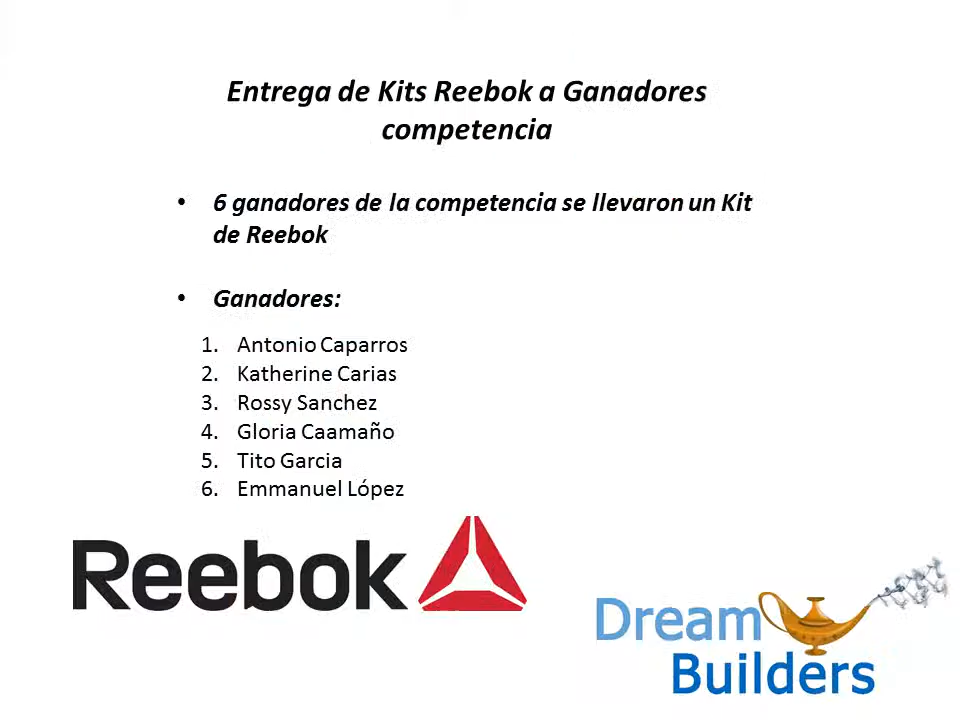 Entrega de Kits Reebok a Ganadores
competencia
• 6 ganadores de la competencia se llevaron un Kit
de Reebok
• Ganadores:
1. Antonio Caparros
2. Katherine Carias
3. Rossy Sanchez
4. Gloria Caamaño
5. Tito Garcia
6. Emmanuel López
Reebok
Dream
Builders